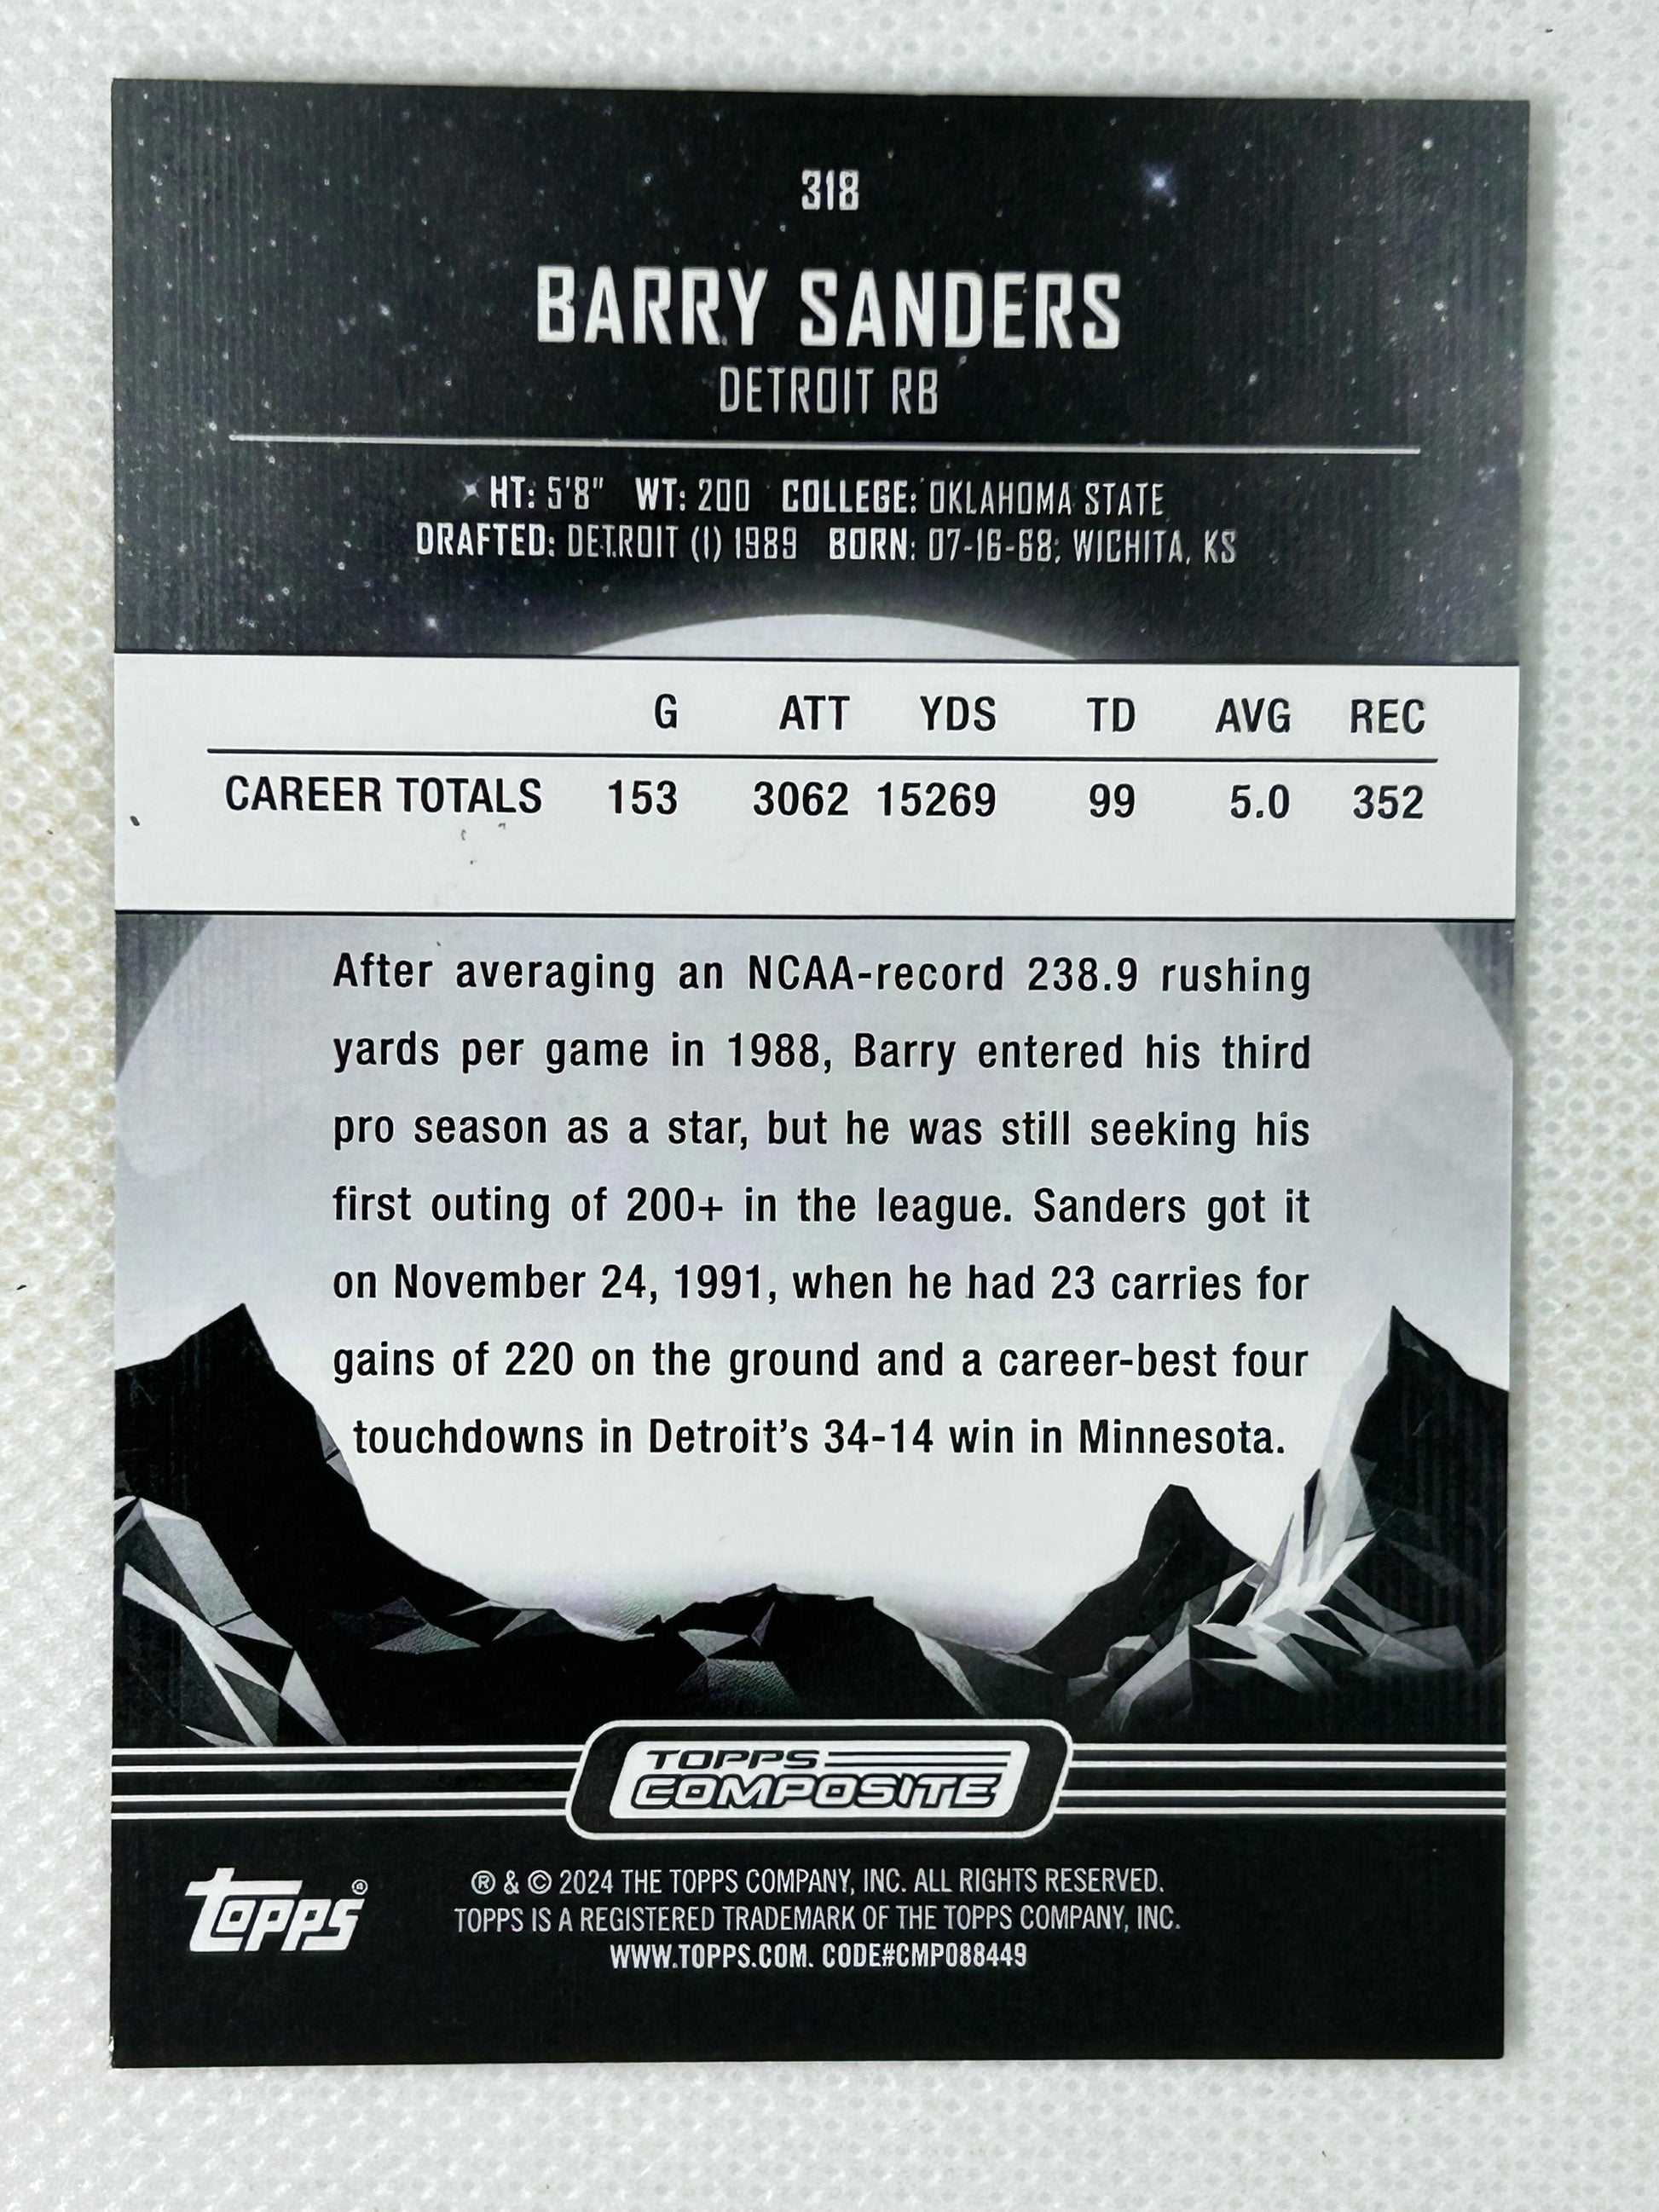 318
BARRY SANDERS
DETROIT RB
HT: 5'8" WT: 200 COLLEGE: OKLAHOMA STATE
DRAFTED: DETROIT (1) 1989 BORN: 07-16-68; WICHITA, KS
G ATT YDS TD AVG REC
CAREER TOTALS 153 3062 15269 99 5.0 352
After averaging an NCAA-record 238.9 rushing
yards per game in 1988, Barry entered his third
pro season as a star, but he was still seeking his
first outing of 200+ in the league. Sanders got it
on November 24, 1991, when he had 23 carries for
gains of 220 on the ground and a career-best four
touchdowns in Detroit's 34-14 win in Minnesota.
TOPPS
COMPOSITE
topps®
® & © 2024 THE TOPPS COMPANY, INC. ALL RIGHTS RESERVED.
TOPPS IS A REGISTERED TRADEMARK OF THE TOPPS COMPANY, INC.
WWW.TOPPS.COM. CODE#CMP088449